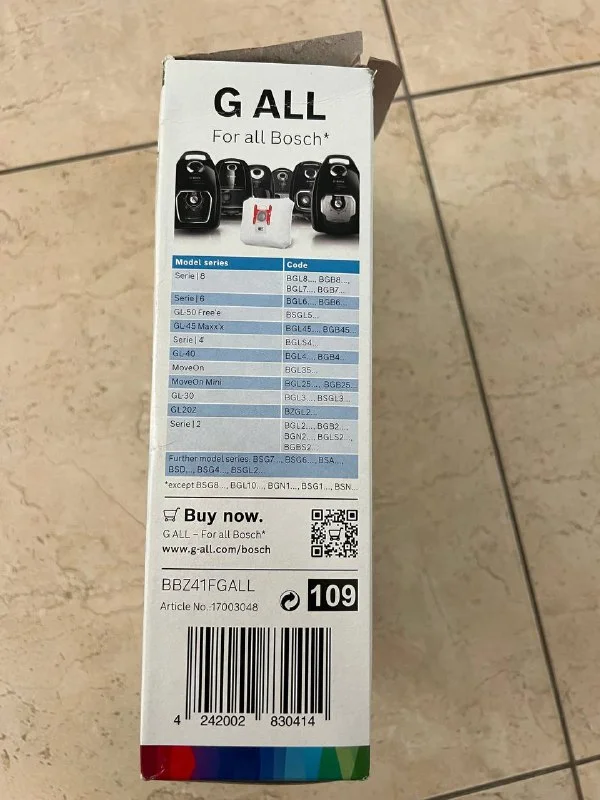 G ALL
For all Bosch*
Model series Code
Serie | 8 BGL8..., BGB8...,
BGL7..., BGB7...
Serie | 6 BGL6..., BGB6...
GL-50 Free'e BSGL5...
GL-45 Maxx'x BGL45..., BGB45...
Serie | 4 BGLS4...
GL-40 BGL4..., BGB4...
MoveOn BGL35...
MoveOn Mini BGL25..., BGB25...
GL-30 BGL3..., BSGL3...
GL20Z BZGL2...
Serie | 2 BGL2..., BGB2...,
BGN2..., BGLS2...,
BGBS2...
Further model series: BSG7..., BSG6..., BSA...,
BSD..., BSG4..., BSGL2...
*except BSG8..., BGL10..., BGN1..., BSG1..., BSN...
Buy now.
G ALL – For all Bosch*
www.g-all.com/bosch
BBZ41FGALL
Article No. 17003048
109
4 242002 830414